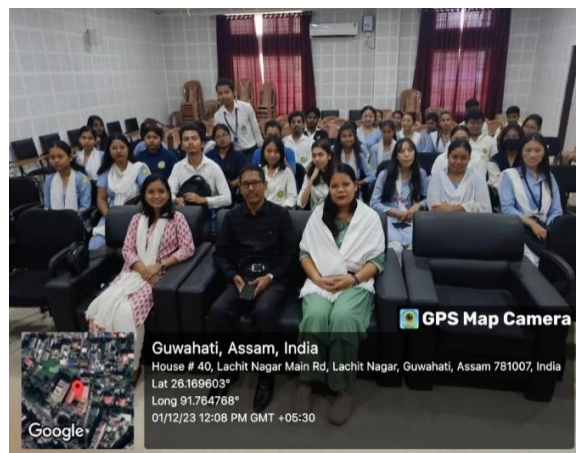 GPS Map Camera
Guwahati, Assam, India
House # 40, Lachit Nagar Main Rd, Lachit Nagar, Guwahati, Assam 781007, India
Lat 26.169603°
Long 91.764768°
01/12/23 12:08 PM GMT +05:30
Google